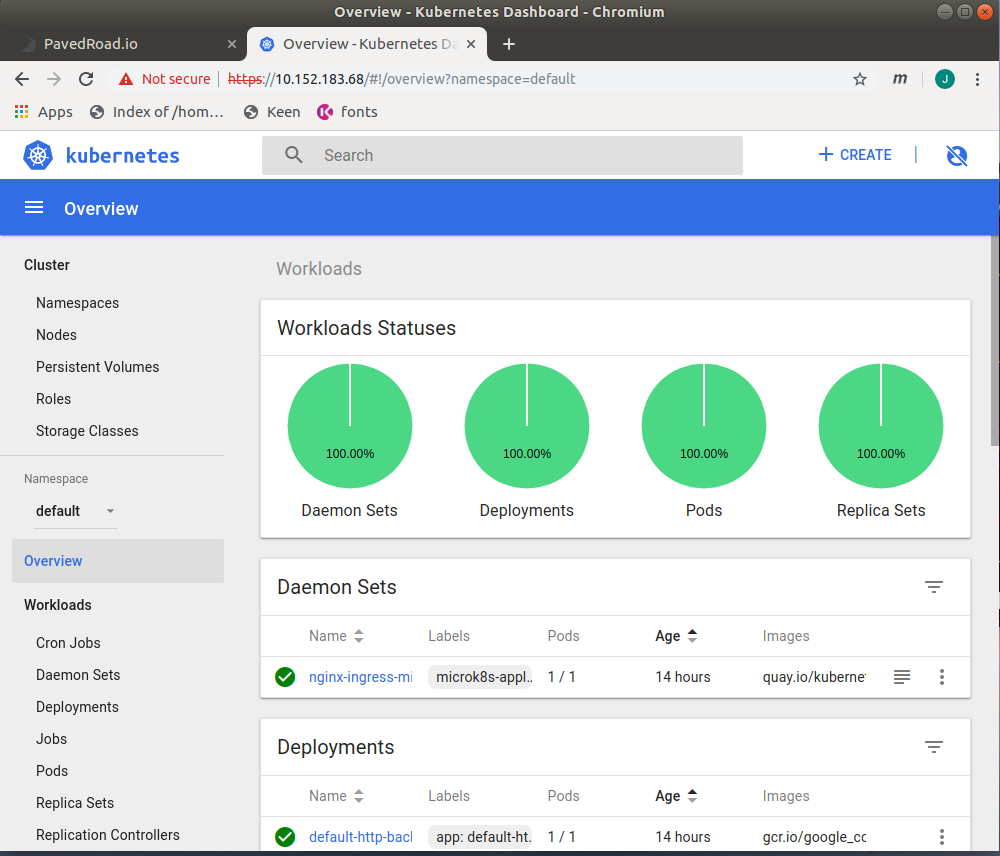 Overview - Kubernetes Dashboard - Chromium
PavedRoad.io
Overview - Kubernetes Da
Not secure
https://10.152.183.68/#!/overview?namespace=default
m
J
Apps
Index of /hom…
Keen
fonts
kubernetes
Search
+ CREATE
Overview
Cluster
Namespaces
Nodes
Persistent Volumes
Roles
Storage Classes
Namespace
default
Overview
Workloads
Cron Jobs
Daemon Sets
Deployments
Jobs
Pods
Replica Sets
Replication Controllers
Workloads
Workloads Statuses
100.00% 100.00% 100.00% 100.00%
Daemon Sets Deployments Pods Replica Sets
Daemon Sets
Name Labels Pods Age Images
nginx-ingress-mi microk8s-appl.. 1 / 1 14 hours quay.io/kuberne
Deployments
Name Labels Pods Age Images
default-http-bac app: default-ht. 1 / 1 14 hours gcr.io/google_co